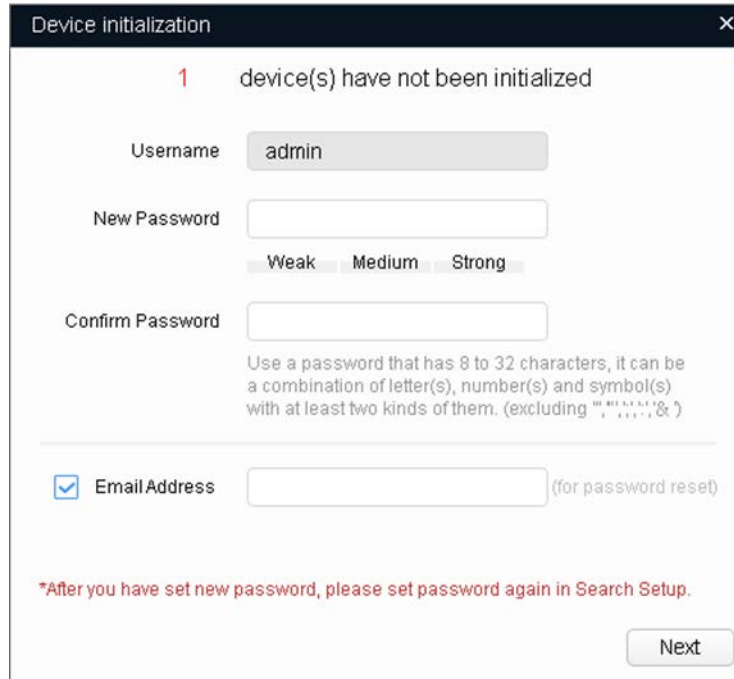 Device initialization
1 device(s) have not been initialized
Username admin
New Password
Weak Medium Strong
Confirm Password
Use a password that has 8 to 32 characters, it can be
a combination of letter(s), number(s) and symbol(s)
with at least two kinds of them. (excluding
Email Address (for password reset)
*After you have set new password, please set password again in Search Setup.
Next